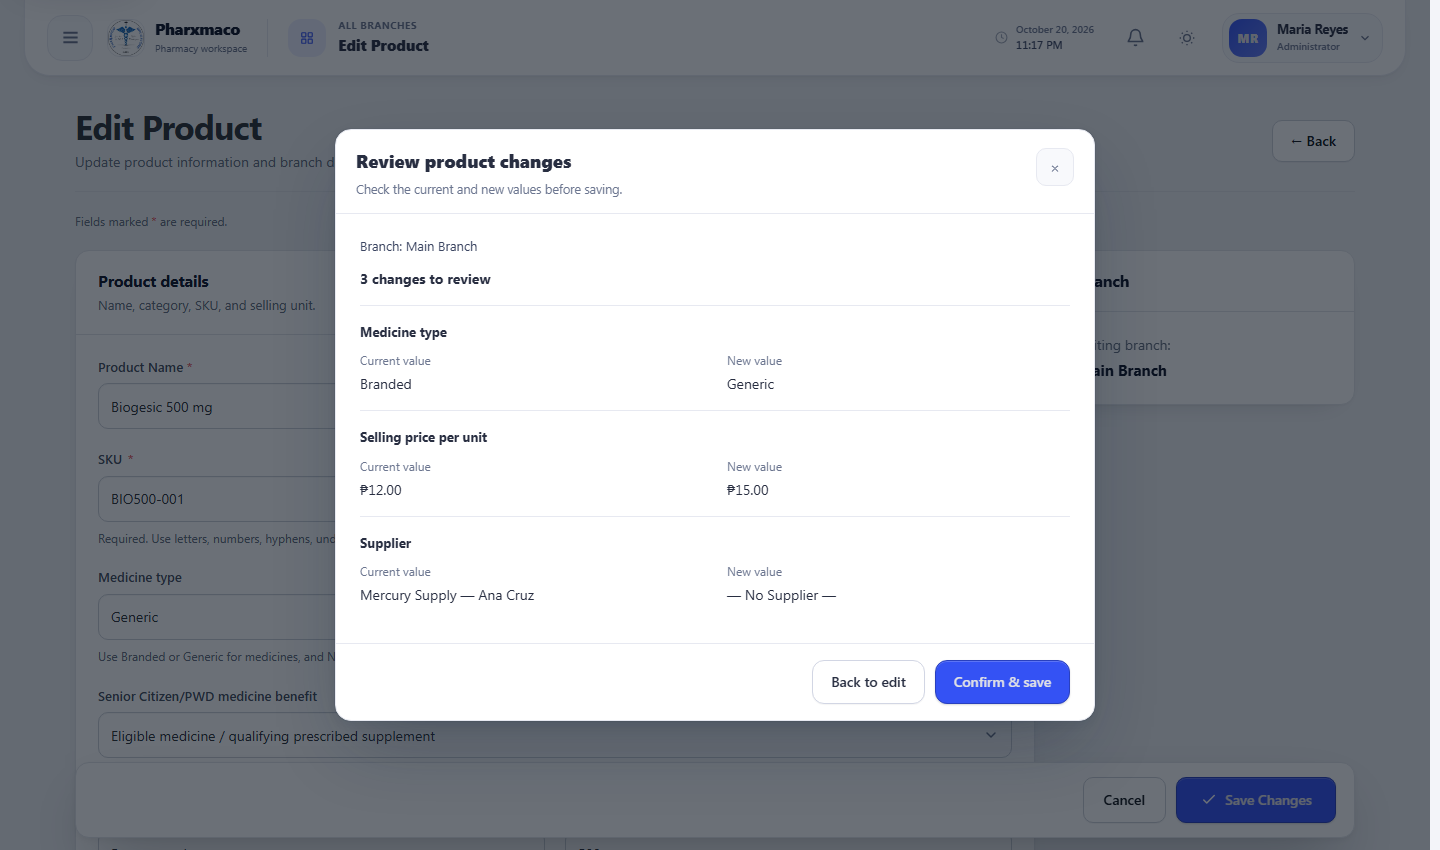 Pharxmaco
Pharmacy workspace
ALL BRANCHES
Edit Product
October 20, 2026
11:17 PM
MR
Maria Reyes
Administrator
Edit Product
Update product information and branch d
← Back
Fields marked * are required.
Product details
Name, category, SKU, and selling unit.
Product Name *
Biogesic 500 mg
SKU *
BIO500-001
Required. Use letters, numbers, hyphens, und
Medicine type
Generic
Use Branded or Generic for medicines, and N
Senior Citizen/PWD medicine benefit
Eligible medicine / qualifying prescribed supplement
anch
iting branch:
ain Branch
Review product changes
Check the current and new values before saving.
×
Branch: Main Branch
3 changes to review
Medicine type
Current value New value
Branded Generic
Selling price per unit
Current value New value
₱12.00 ₱15.00
Supplier
Current value New value
Mercury Supply — Ana Cruz — No Supplier —
Back to edit Confirm & save
Cancel Save Changes